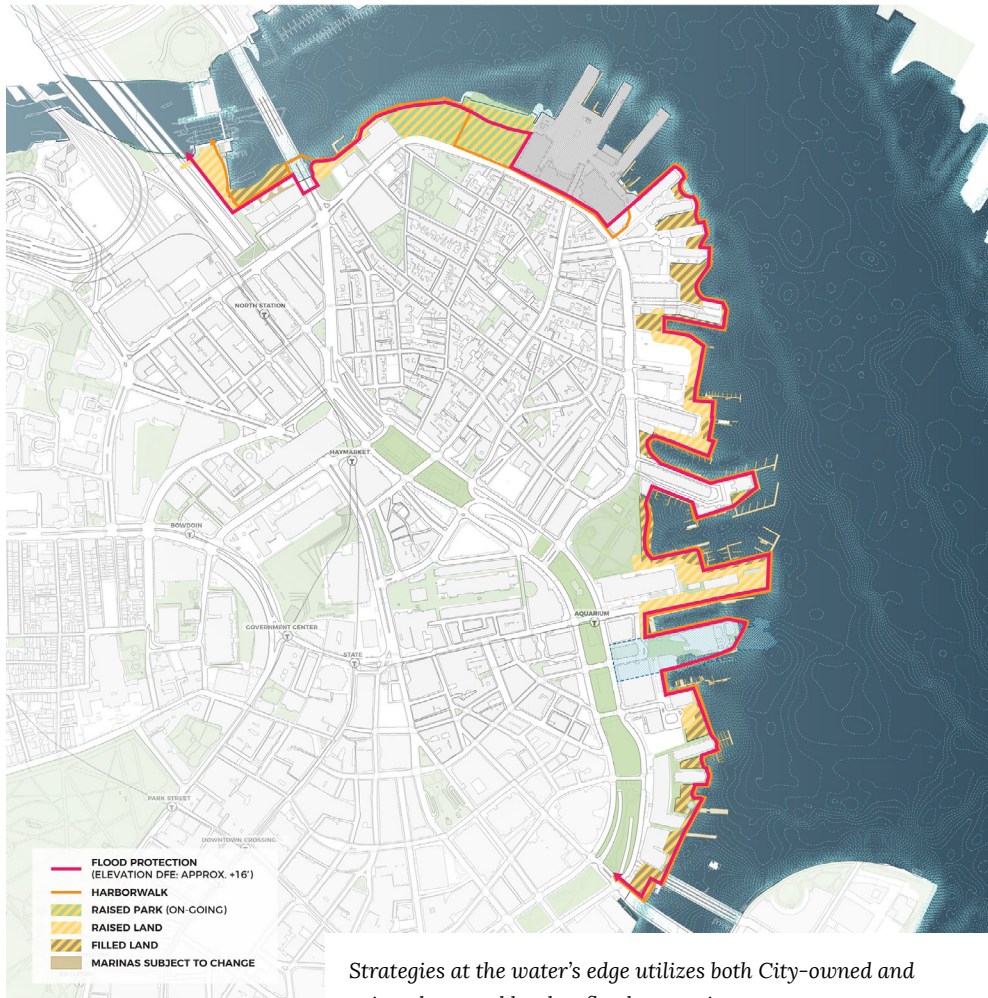 NORTH STATION
HAYMARKET
BOWDOIN
AQUARIUM
GOVERNMENT CENTER
STATE
PARK STREET
DOWNTOWN CROSSING
FLOOD PROTECTION
(ELEVATION DFE: APPROX. +16')
HARBORWALK
RAISED PARK (ON-GOING)
RAISED LAND
FILLED LAND
MARINAS SUBJECT TO CHANGE
Strategies at the water's edge utilizes both City-owned and